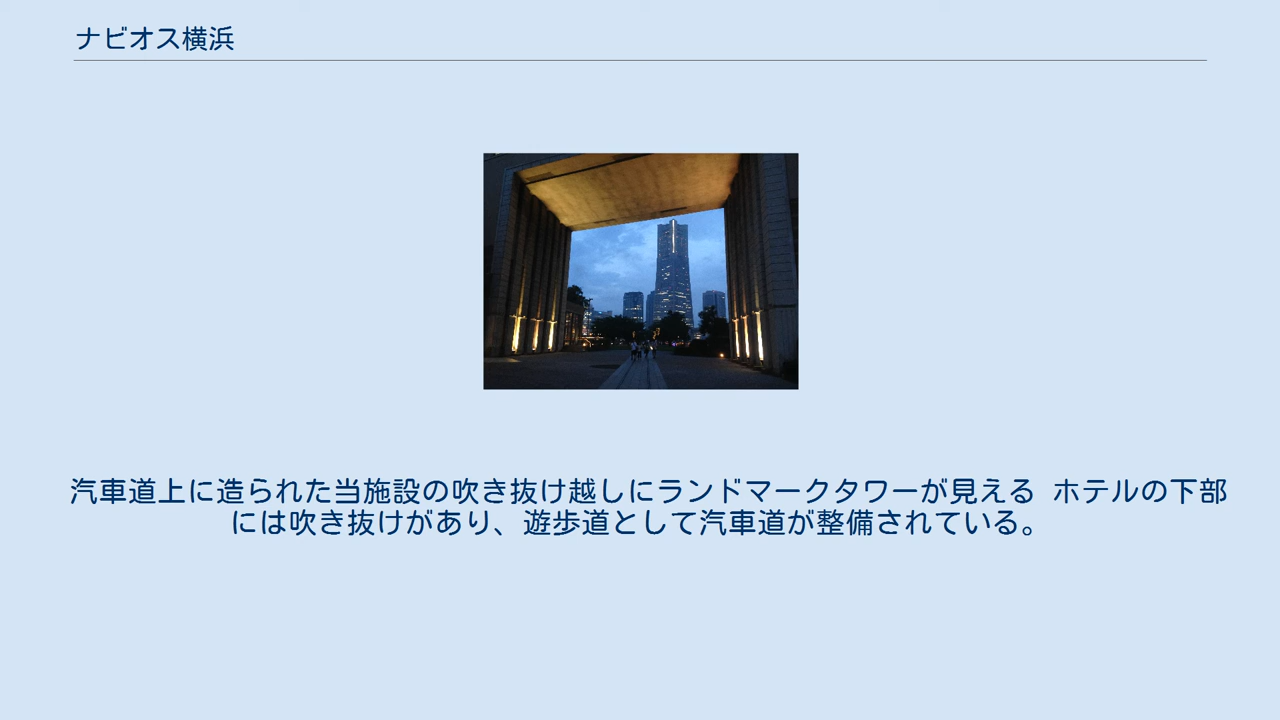 ナビオス横浜
汽車道上に造られた当施設の吹き抜け越しにランドマークタワーが見える ホテルの下部
には吹き抜けがあり、遊歩道として汽車道が整備されている。